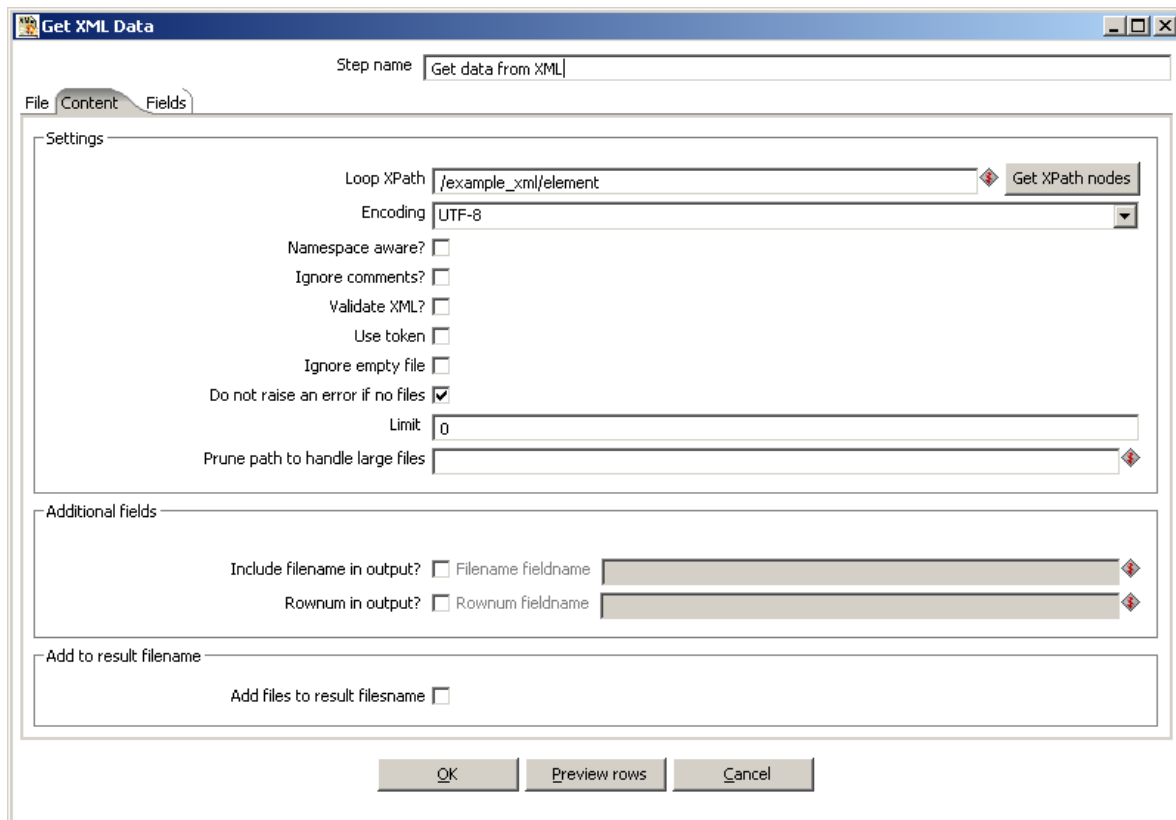 Get XML Data
Step name Get data from XML
File Content Fields
Settings
Loop XPath /example_xml/element Get XPath nodes
Encoding UTF-8
Namespace aware?
Ignore comments?
Validate XML?
Use token
Ignore empty file
Do not raise an error if no files
Limit 0
Prune path to handle large files
Additional fields
Include filename in output? Filename fieldname
Rownum in output? Rownum fieldname
Add to result filename
Add files to result filesname
OK Preview rows Cancel